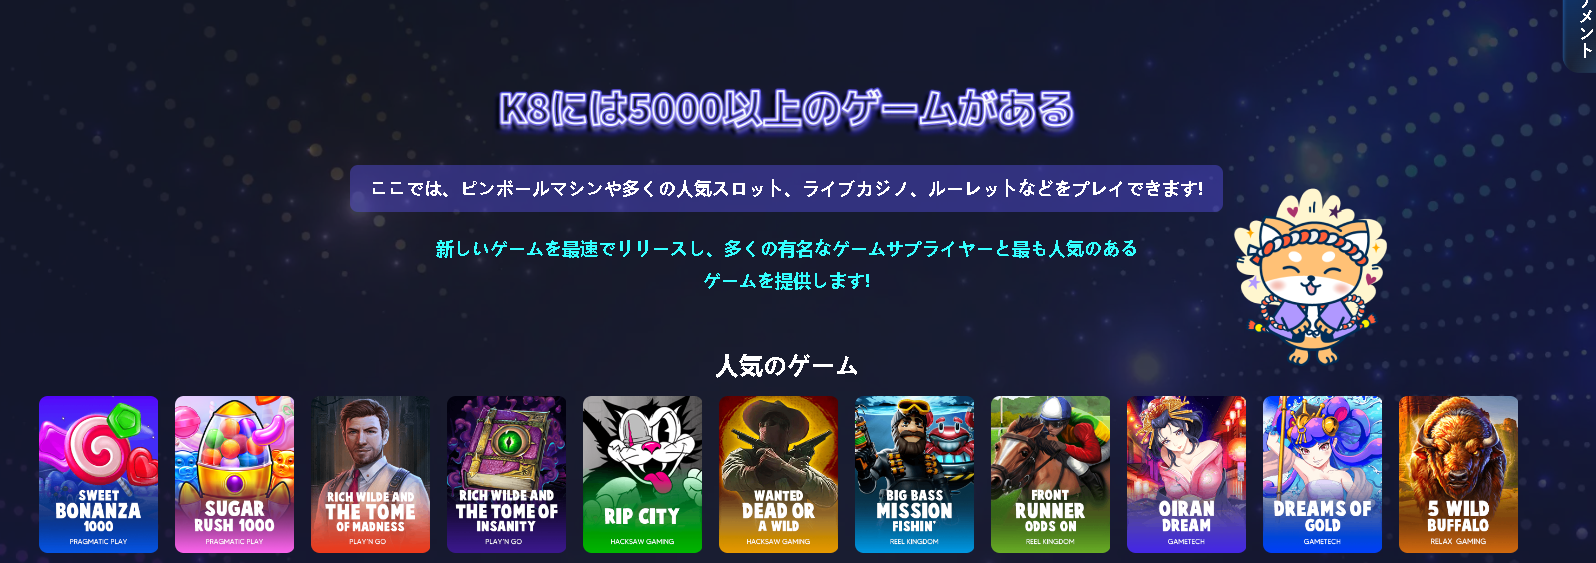 メント
K8には5000以上のゲームがある
ここでは、ピンボールマシンや多くの人気スロット、ライブカジノ、ルーレットなどをプレイできます!
新しいゲームを最速でリリースし、多くの有名なゲームサプライヤーと最も人気のある
ゲームを提供します!
人気のゲーム
SWEET
BONANZA
1000
PRAGMATIC PLAY
SUGAR
RUSH 1000
PRAGMATIC PLAY
RICH WILDE AND
THE TOME
OF MADNESS
PLAY'N GO
RICH WILDE AND
THE TOME OF
INSANITY
PLAY'N GO
RIP CITY
HACKSAW GAMING
WANTED
DEAD OR
A WILD
HACKSAW GAMING
BIG BASS
MISSION
FISHIN'
REEL KINGDOM
FRONT
RUNNER
ODDS ON
REEL KINGDOM
OIRAN
DREAM
GAMETECH
DREAMS OF
GOLD
GAMETECH
5 WILD
BUFFALO
RELAX GAMING